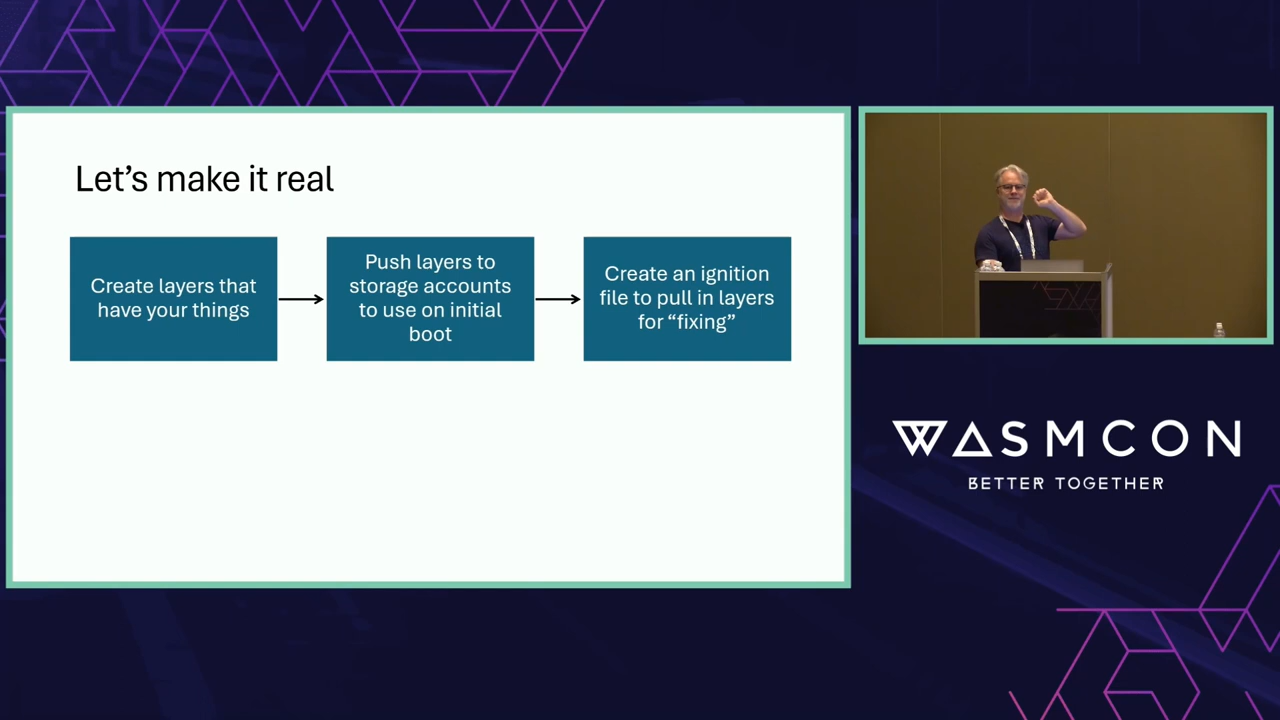 Let’s make it real
Create layers that
have your things
Push layers to
storage accounts
to use on initial
boot
Create an ignition
file to pull in layers
for “fixing”
WASMCON
BETTER TOGETHER